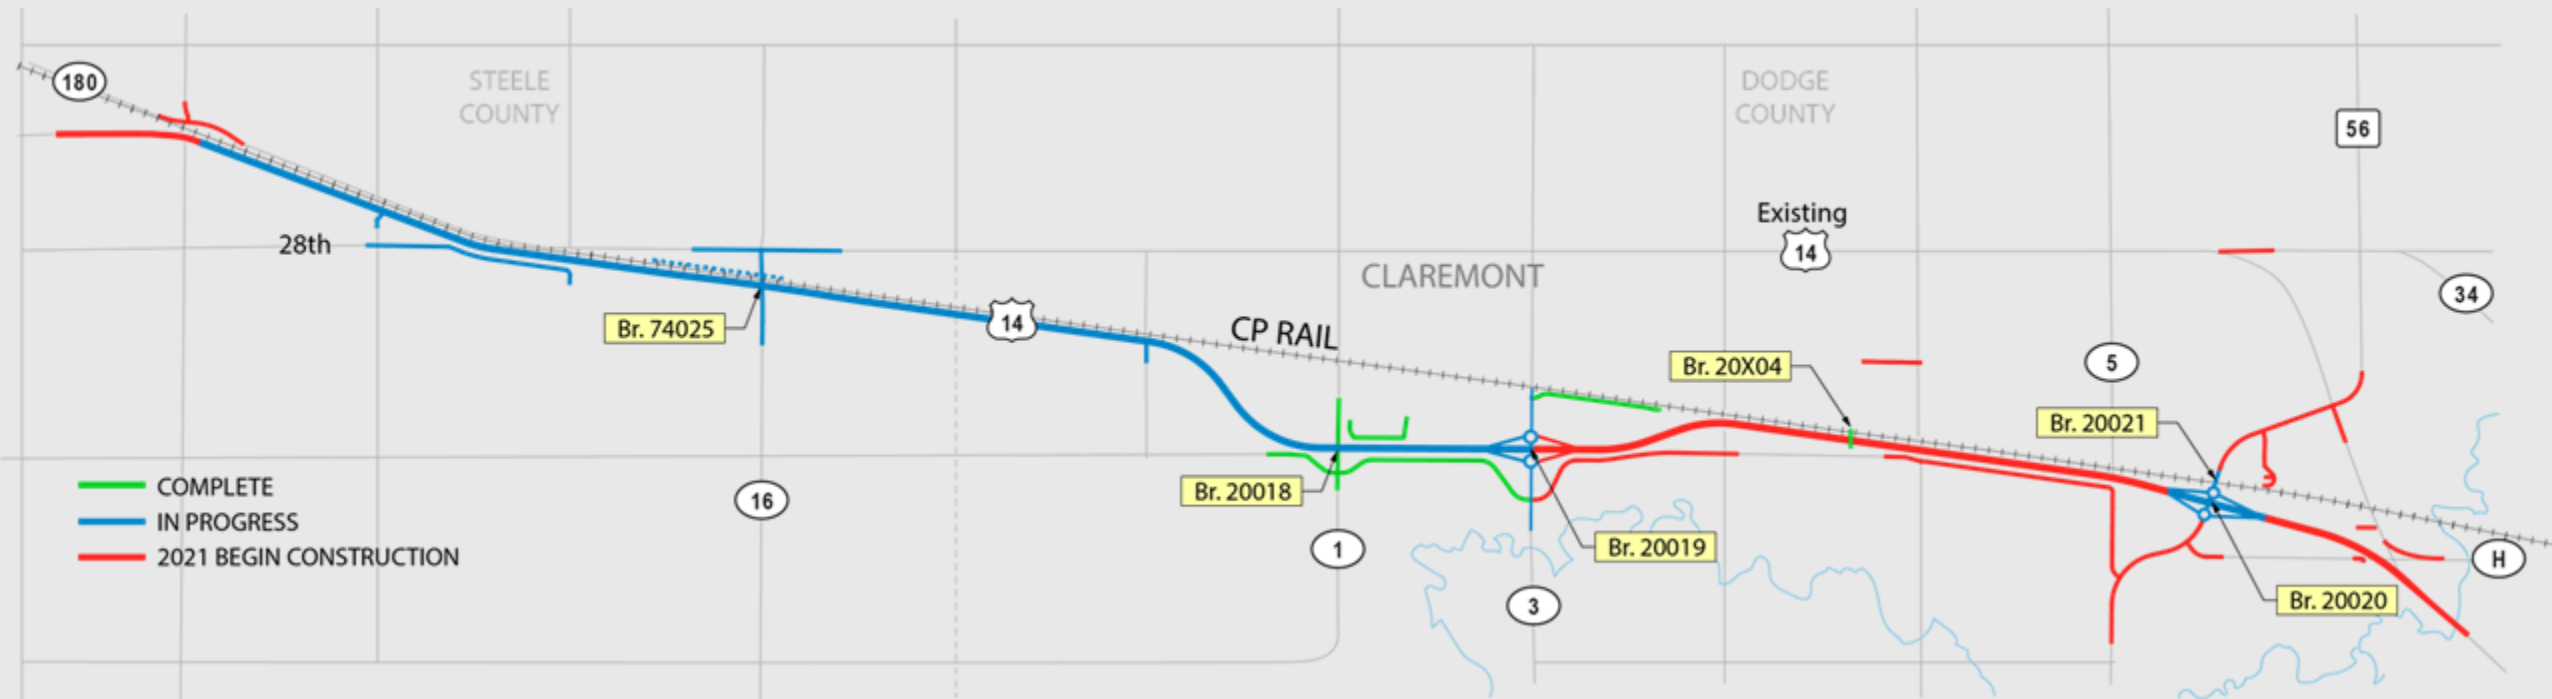 180
STEELE
COUNTY
DODGE
COUNTY
56
Existing
14
28th
CLAREMONT
34
14
CP RAIL
Br. 74025
Br. 20X04
5
Br. 20021
COMPLETE
IN PROGRESS
2021 BEGIN CONSTRUCTION
16
Br. 20018
1
Br. 20019
3
H
Br. 20020